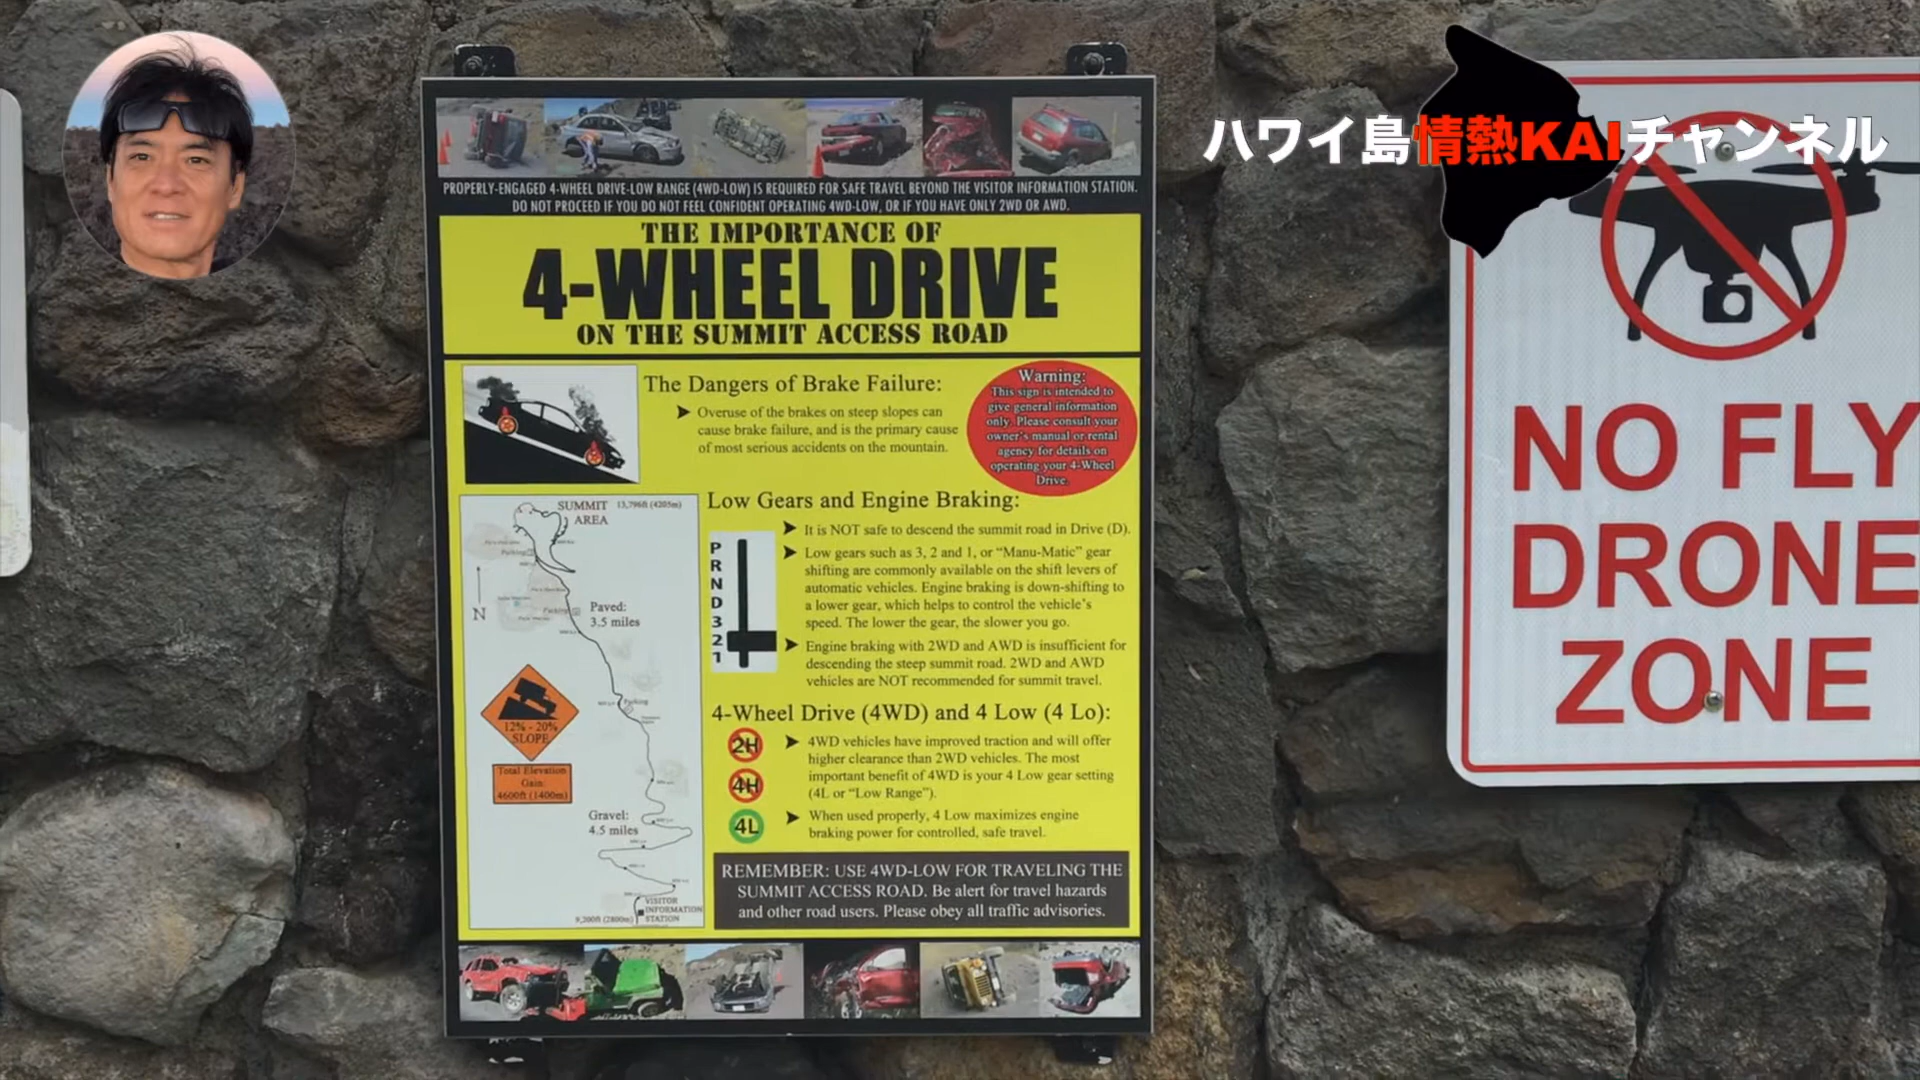 ハワイ島情熱KAIチャンネル
PROPERLY-ENGAGED 4-WHEEL DRIVE-LOW RANGE (4WD-LOW) IS REQUIRED FOR SAFE TRAVEL BEYOND THE VISITOR INFORMATION STATION.
DO NOT PROCEED IF YOU DO NOT FEEL CONFIDENT OPERATING 4WD-LOW, OR IF YOU HAVE ONLY 2WD OR AWD.
THE IMPORTANCE OF
4-WHEEL DRIVE
ON THE SUMMIT ACCESS ROAD
The Dangers of Brake Failure:
➤ Overuse of the brakes on steep slopes can
cause brake failure, and is the primary cause
of most serious accidents on the mountain.
Warning:
This sign is intended to
give general information
only. Please consult your
owner's manual or rental
agency for details on
operating your 4-Wheel
Drive.
SUMMIT 13,796ft (4205m)
AREA
Parking
N
Parking
Paved:
3.5 miles
Parking
12% - 20%
SLOPE
Total Elevation
Gain:
4600ft (1400m)
Gravel:
4.5 miles
VISITOR
INFORMATION
9,200ft (2800m) STATION
Low Gears and Engine Braking:
P
R
N
D
3
2
1
➤ It is NOT safe to descend the summit road in Drive (D).
➤ Low gears such as 3, 2 and 1, or “Manu-Matic” gear
shifting are commonly available on the shift levers of
automatic vehicles. Engine braking is down-shifting to
a lower gear, which helps to control the vehicle's
speed. The lower the gear, the slower you go.
➤ Engine braking with 2WD and AWD is insufficient for
descending the steep summit road. 2WD and AWD
vehicles are NOT recommended for summit travel.
4-Wheel Drive (4WD) and 4 Low (4 Lo):
2H
4H
4L
➤ 4WD vehicles have improved traction and will offer
higher clearance than 2WD vehicles. The most
important benefit of 4WD is your 4 Low gear setting
(4L or “Low Range”).
➤ When used properly, 4 Low maximizes engine
braking power for controlled, safe travel.
REMEMBER: USE 4WD-LOW FOR TRAVELING THE
SUMMIT ACCESS ROAD. Be alert for travel hazards
and other road users. Please obey all traffic advisories.
NO FLY
DRONE
ZONE